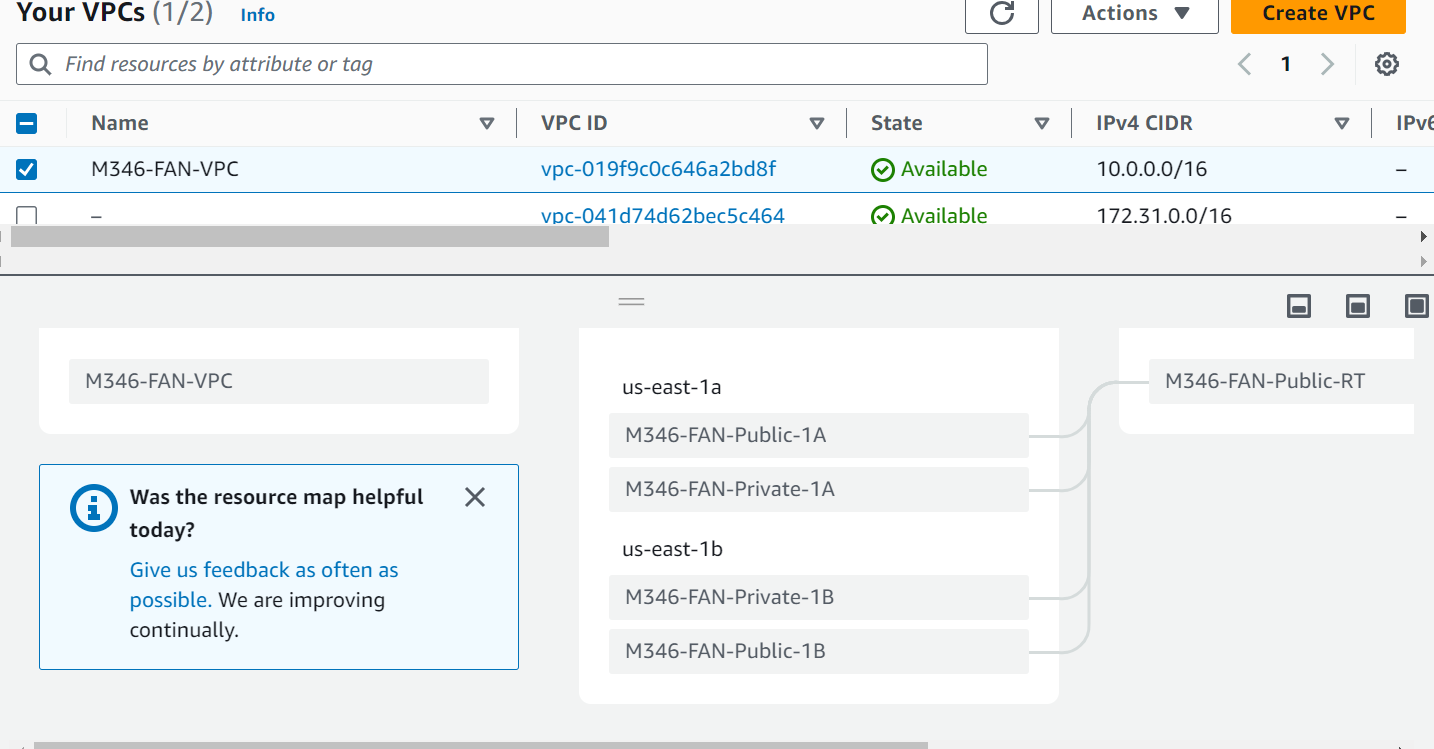 Your VPCs (1/2) Info
Actions
Create VPC
Find resources by attribute or tag
1
Name VPC ID State IPv4 CIDR IPv6
M346-FAN-VPC vpc-019f9c0c646a2bd8f Available 10.0.0.0/16 –
– vpc-041d74d62bec5c464 Available 172.31.0.0/16 –
M346-FAN-VPC
us-east-1a
M346-FAN-Public-1A
M346-FAN-Private-1A
us-east-1b
M346-FAN-Private-1B
M346-FAN-Public-1B
M346-FAN-Public-RT
Was the resource map helpful
today?
Give us feedback as often as
possible. We are improving
continually.